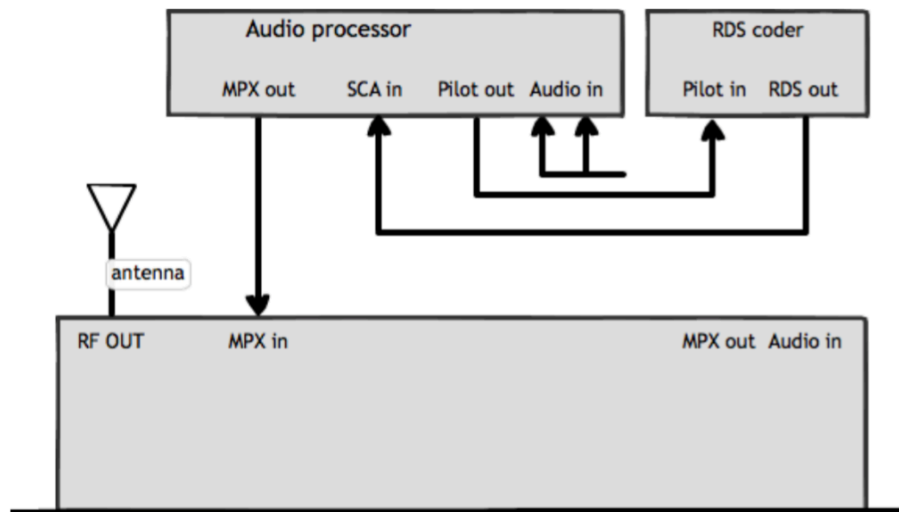 Audio processor
RDS coder
MPX out SCA in Pilot out Audio in
Pilot in RDS out
antenna
RF OUT MPX in MPX out Audio in